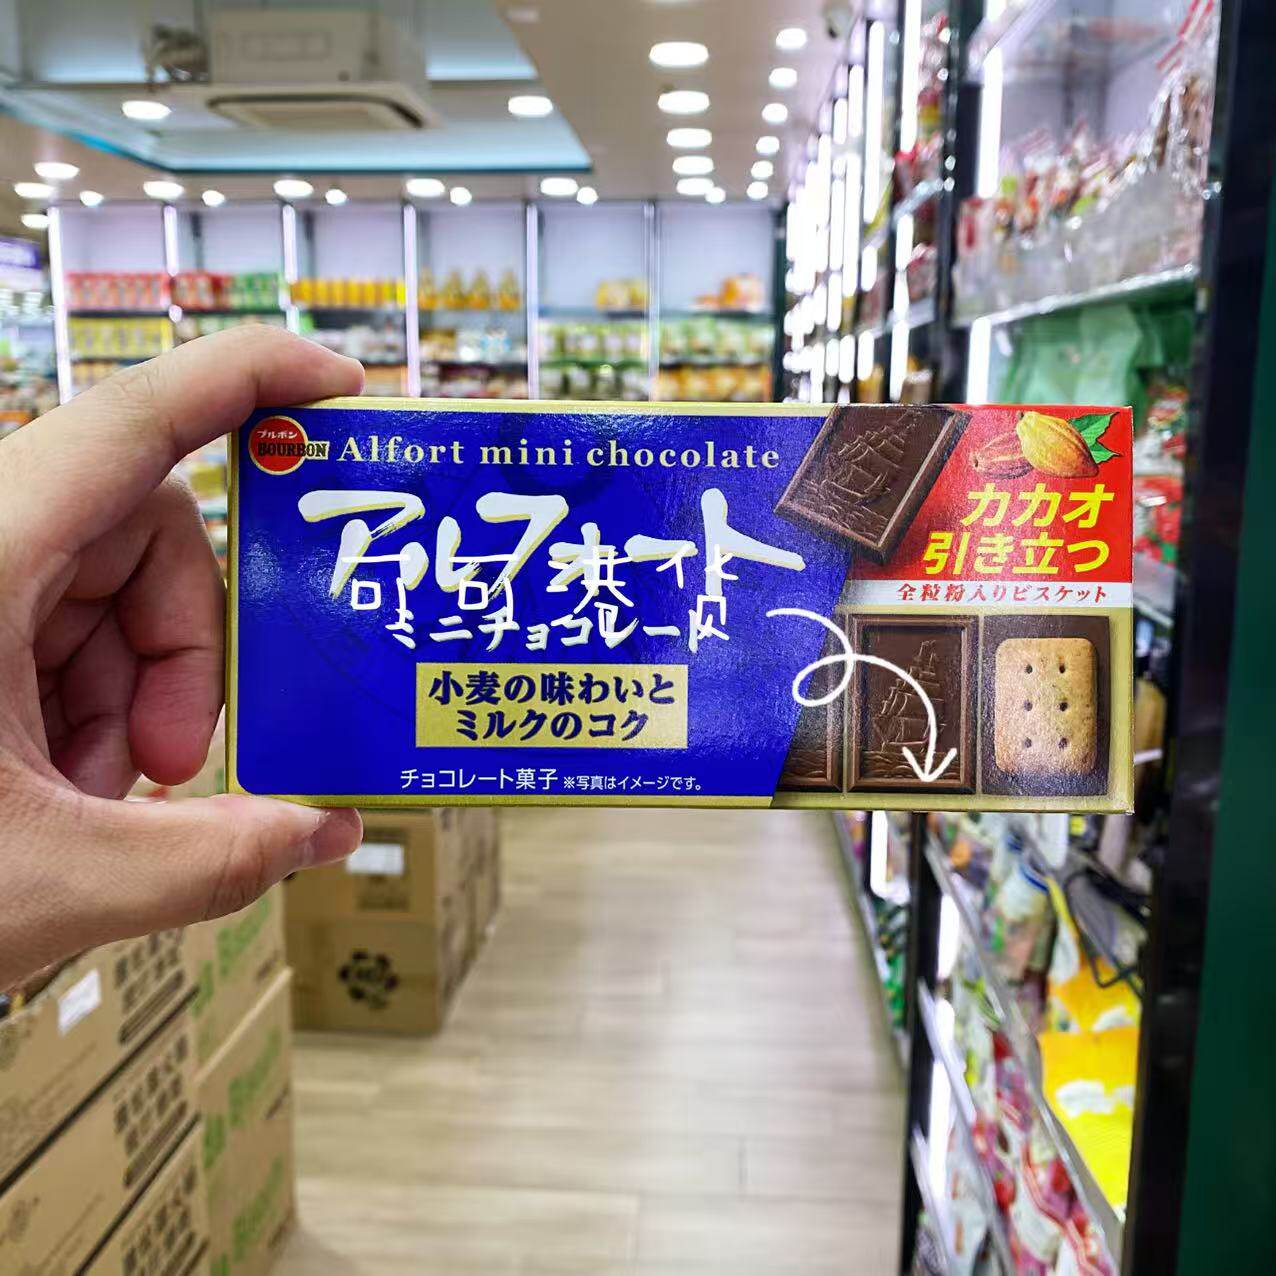 ブルボン
BOURBON
Alfort mini chocolate
アルフォート
可可港货
ミニチョコレート
小麦の味わいと
ミルクのコク
チョコレート菓子 ※写真はイメージです。
カカオ
引き立つ
全粒粉入りビスケット